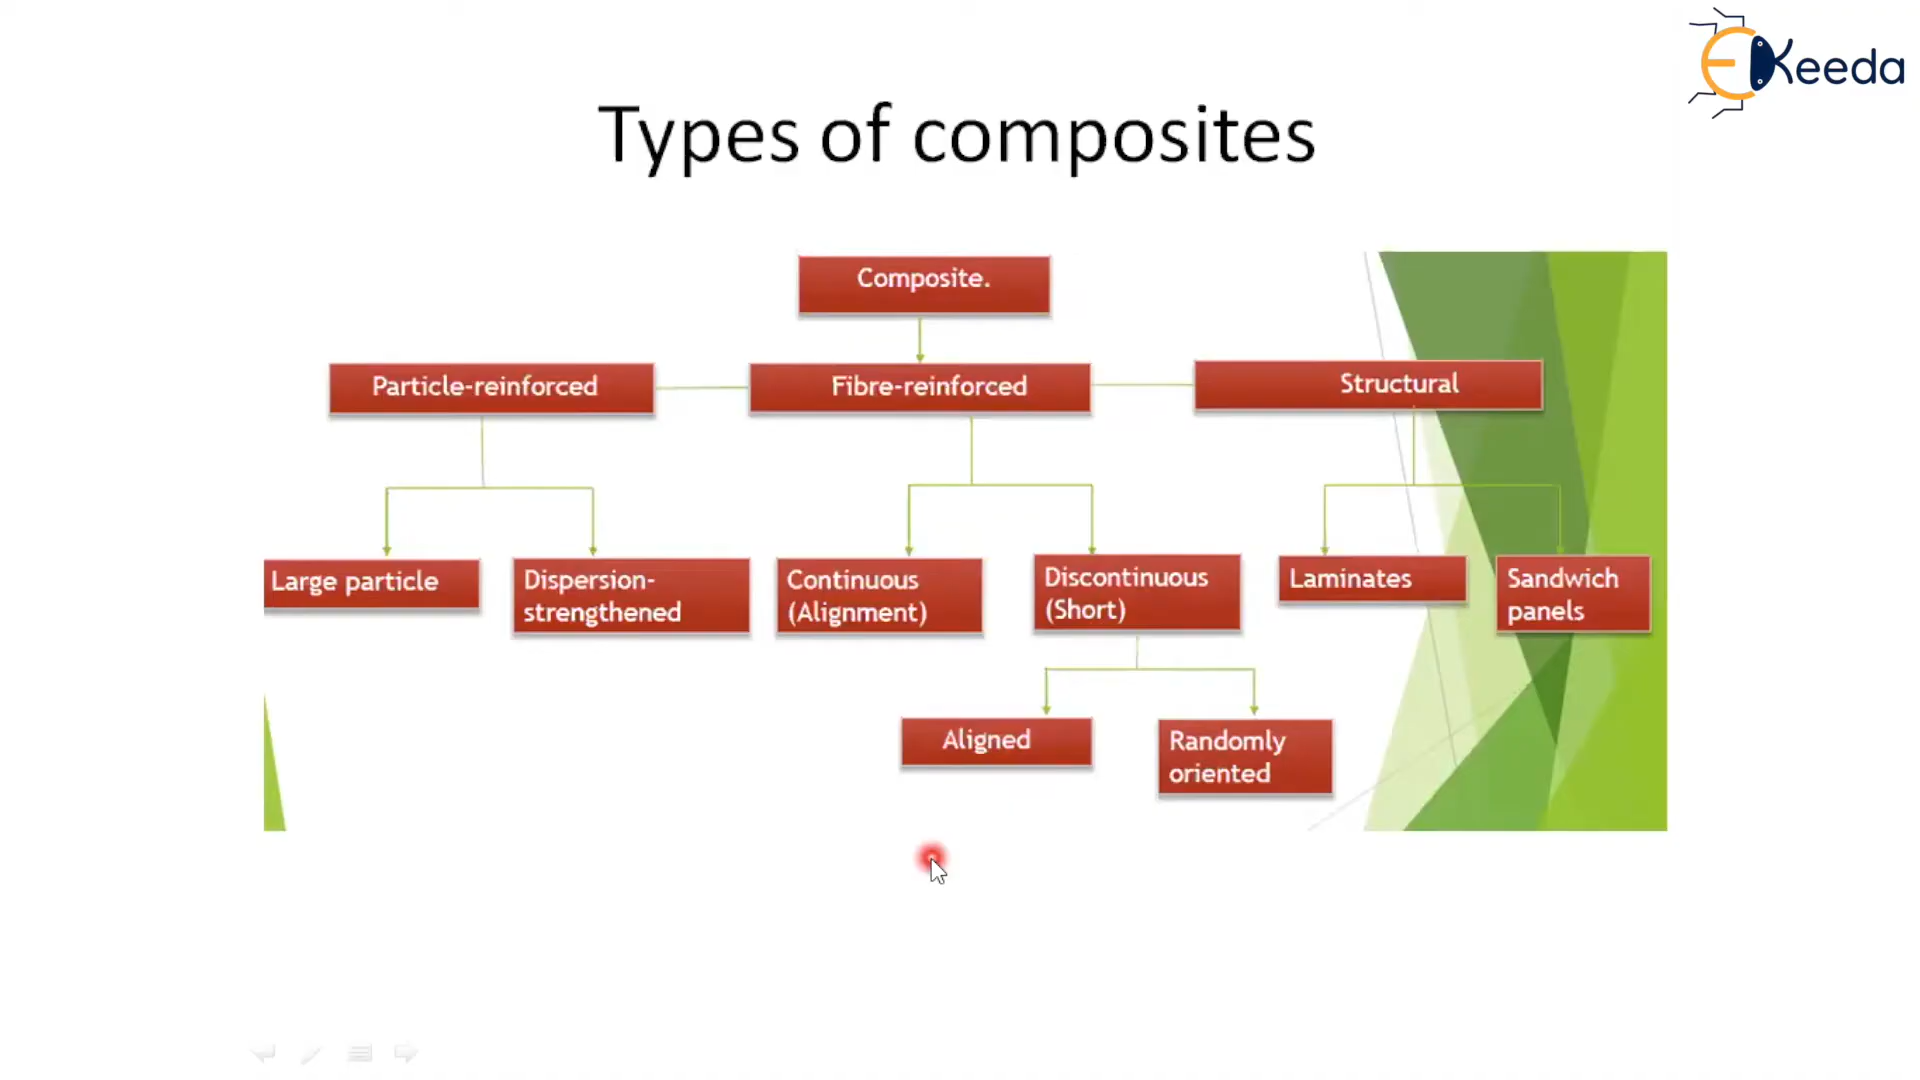 EKeeda
Types of composites
Composite.
Particle-reinforced
Fibre-reinforced
Structural
Large particle
Dispersion-
strengthened
Continuous
(Alignment)
Discontinuous
(Short)
Laminates
Sandwich
panels
Aligned
Randomly
oriented